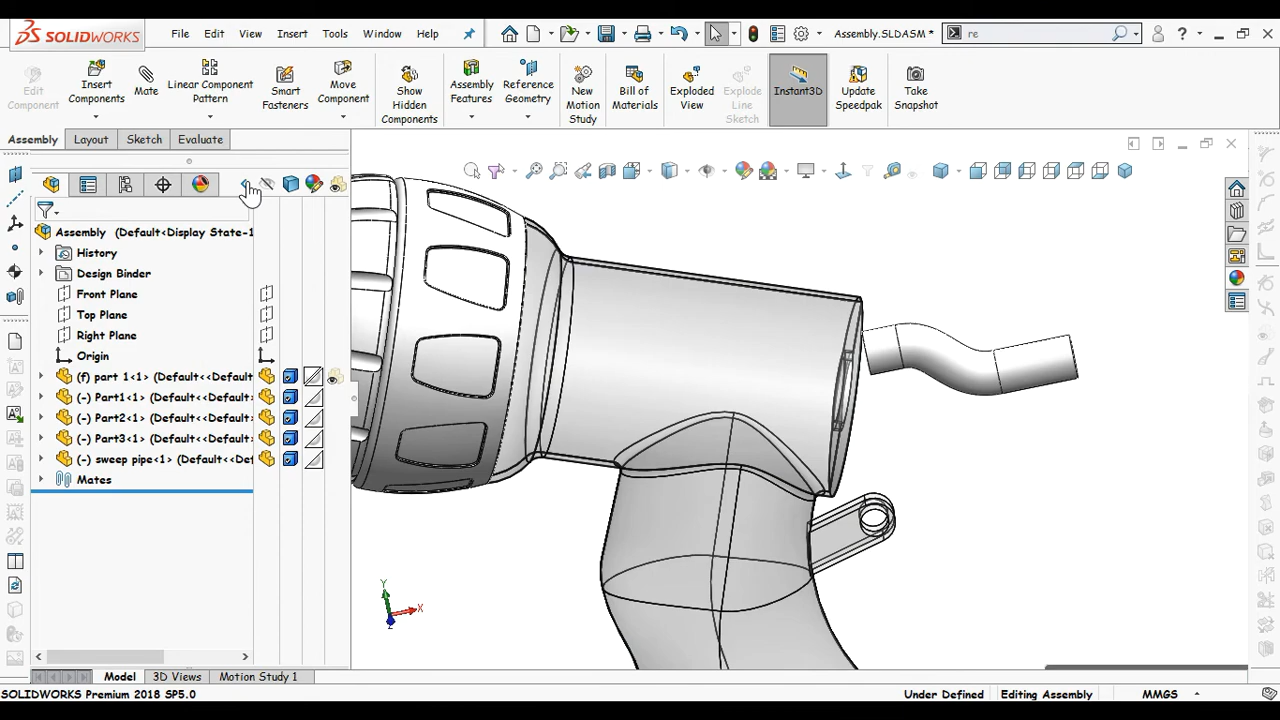 SOLIDWORKS
File Edit View Insert Tools Window Help
Assembly.SLDASM *
re
Edit Component
Insert Components
Mate
Linear Component Pattern
Smart Fasteners
Move Component
Show Hidden Components
Assembly Features
Reference Geometry
New Motion Study
Bill of Materials
Exploded View
Explode Line Sketch
Instant3D
Update Speedpak
Take Snapshot
Assembly Layout Sketch Evaluate
Assembly (Default<Display State-1
History
Design Binder
Front Plane
Top Plane
Right Plane
Origin
(f) part 1<1> (Default<<Default
(-) Part1<1> (Default<<Default
(-) Part2<1> (Default<<Default
(-) Part3<1> (Default<<Default
(-) sweep pipe<1> (Default<<Def
Mates
Y
X
Z
Model 3D Views Motion Study 1
SOLIDWORKS Premium 2018 SP5.0
Under Defined Editing Assembly MMGS